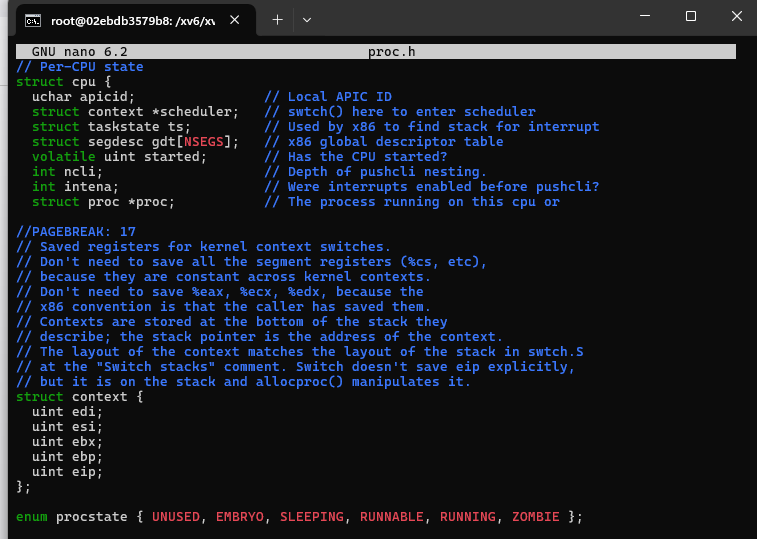 root@02ebdb3579b8: /xv6/xv
GNU nano 6.2 proc.h
// Per-CPU state
struct cpu {
  uchar apicid;                // Local APIC ID
  struct context *scheduler;   // swtch() here to enter scheduler
  struct taskstate ts;         // Used by x86 to find stack for interrupt
  struct segdesc gdt[NSEGS];   // x86 global descriptor table
  volatile uint started;       // Has the CPU started?
  int ncli;                    // Depth of pushcli nesting.
  int intena;                  // Were interrupts enabled before pushcli?
  struct proc *proc;           // The process running on this cpu or
//PAGEBREAK: 17
// Saved registers for kernel context switches.
// Don't need to save all the segment registers (%cs, etc),
// because they are constant across kernel contexts.
// Don't need to save %eax, %ecx, %edx, because the
// x86 convention is that the caller has saved them.
// Contexts are stored at the bottom of the stack they
// describe; the stack pointer is the address of the context.
// The layout of the context matches the layout of the stack in swtch.S
// at the "Switch stacks" comment. Switch doesn't save eip explicitly,
// but it is on the stack and allocproc() manipulates it.
struct context {
  uint edi;
  uint esi;
  uint ebx;
  uint ebp;
  uint eip;
};
enum procstate { UNUSED, EMBRYO, SLEEPING, RUNNABLE, RUNNING, ZOMBIE };